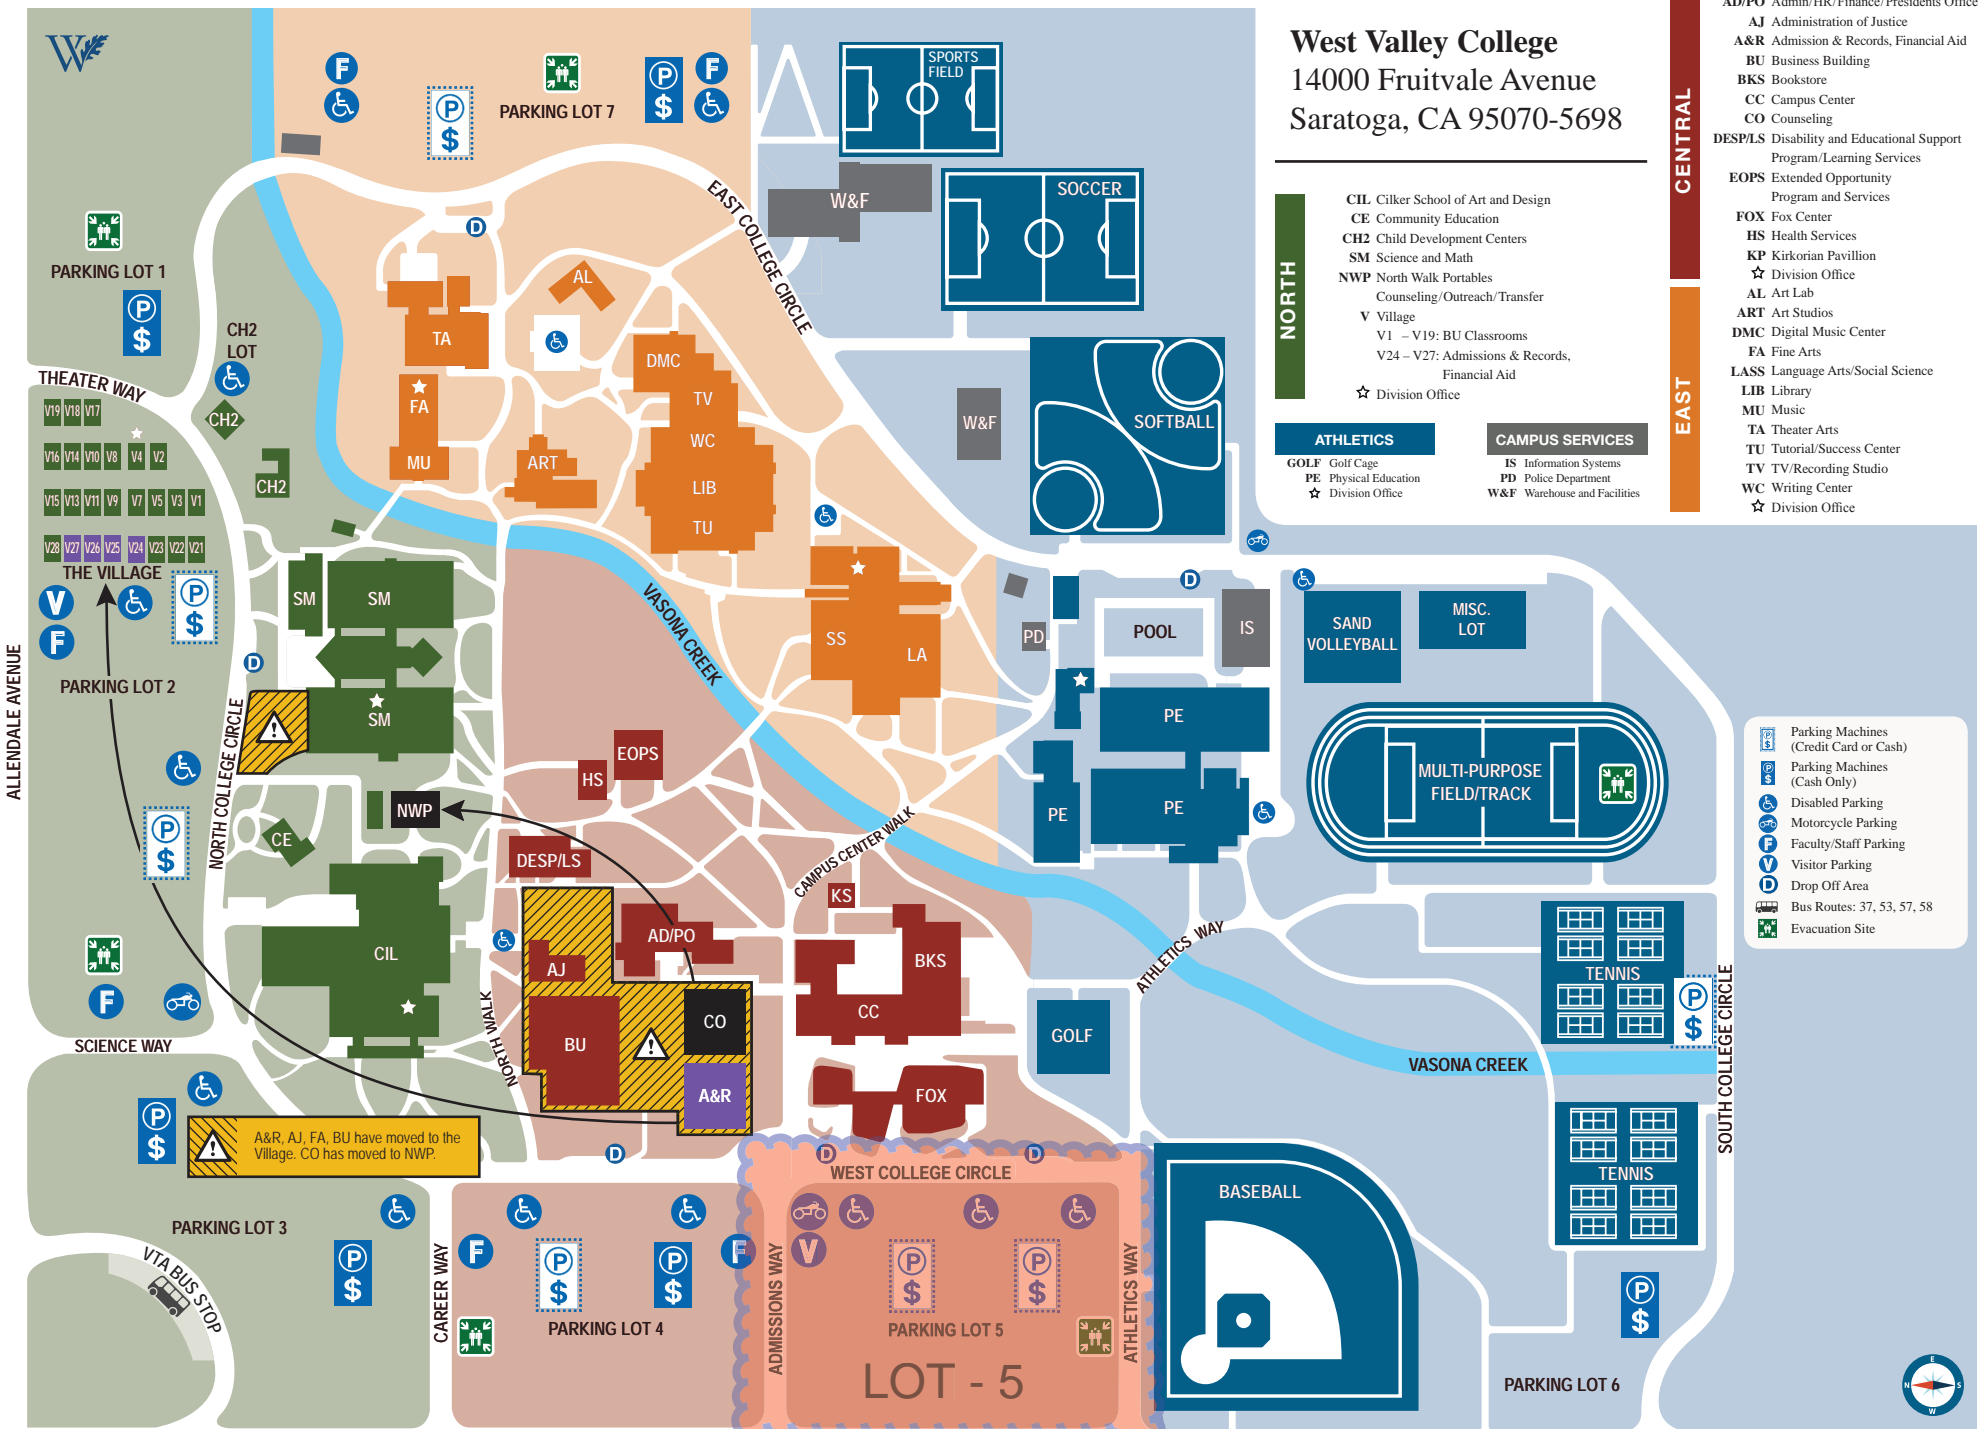 W
West Valley College
14000 Fruitvale Avenue
Saratoga, CA 95070-5698
NORTH
CIL Cilker School of Art and Design
CE Community Education
CH2 Child Development Centers
SM Science and Math
NWP North Walk Portables
Counseling/Outreach/Transfer
V Village
V1 – V19: BU Classrooms
V24 – V27: Admissions & Records,
Financial Aid
Division Office
ATHLETICS
GOLF Golf Cage
PE Physical Education
Division Office
CAMPUS SERVICES
IS Information Systems
PD Police Department
W&F Warehouse and Facilities
CENTRAL
AD/PO Admin/HR/Finance/Presidents Office
AJ Administration of Justice
A&R Admission & Records, Financial Aid
BU Business Building
BKS Bookstore
CC Campus Center
CO Counseling
DESP/LS Disability and Educational Support
Program/Learning Services
EOPS Extended Opportunity
Program and Services
FOX Fox Center
HS Health Services
KP Kirkorian Pavillion
Division Office
EAST
AL Art Lab
ART Art Studios
DMC Digital Music Center
FA Fine Arts
LASS Language Arts/Social Science
LIB Library
MU Music
TA Theater Arts
TU Tutorial/Success Center
TV TV/Recording Studio
WC Writing Center
Division Office
F
P
$
PARKING LOT 7
P
$
F
SPORTS
FIELD
W&F
SOCCER
EAST COLLEGE CIRCLE
D
PARKING LOT 1
P
$
CH2
LOT
THEATER WAY
CH2
CH2
V19 V18 V17
V16 V14 V10 V8 V4 V2
V15 V13 V11 V9 V7 V5 V3 V1
V28 V27 V26 V25 V24 V23 V22 V21
THE VILLAGE
V
F
P
$
D
PARKING LOT 2
ALLENDALE AVENUE
NORTH COLLEGE CIRCLE
P
$
TA
AL
FA
MU
ART
DMC
TV
WC
LIB
TU
SS
LA
W&F
SOFTBALL
SM
SM
SM
VASONA CREEK
PD
POOL
D
IS
SAND
VOLLEYBALL
MISC.
LOT
PE
PE
PE
MULTI-PURPOSE
FIELD/TRACK
Parking Machines
(Credit Card or Cash)
Parking Machines
(Cash Only)
Disabled Parking
Motorcycle Parking
F Faculty/Staff Parking
V Visitor Parking
D Drop Off Area
Bus Routes: 37, 53, 57, 58
Evacuation Site
EOPS
HS
NWP
CE
DESP/LS
CAMPUS CENTER WALK
KS
AD/PO
AJ
BKS
CC
CO
BU
A&R
FOX
CIL
NORTH WALK
F
SCIENCE WAY
GOLF
ATHLETICS WAY
TENNIS
P
$
VASONA CREEK
TENNIS
SOUTH COLLEGE CIRCLE
P
$
A&R, AJ, FA, BU have moved to the
Village. CO has moved to NWP.
D
D
D
WEST COLLEGE CIRCLE
PARKING LOT 3
P
$
VTA BUS STOP
CAREER WAY
F
P
$
P
$
F
PARKING LOT 4
ADMISSIONS WAY
V
P
$
P
$
PARKING LOT 5
LOT - 5
ATHLETICS WAY
BASEBALL
P
$
PARKING LOT 6
E
N S
W